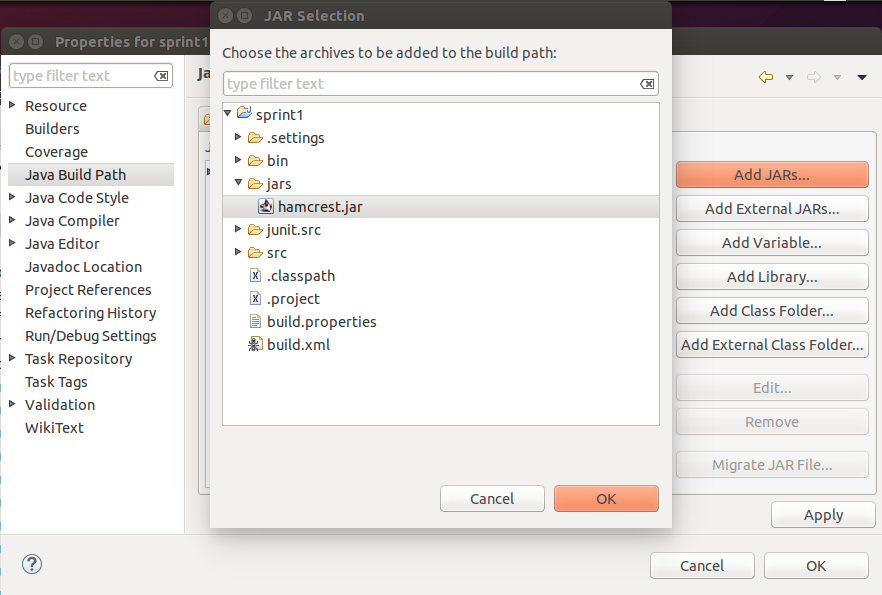 JAR Selection
Properties for sprint1
Choose the archives to be added to the build path:
type filter text
type filter text
Ja
Resource
Builders
Coverage
Java Build Path
Java Code Style
Java Compiler
Java Editor
Javadoc Location
Project References
Refactoring History
Run/Debug Settings
Task Repository
Task Tags
Validation
WikiText
sprint1
.settings
bin
jars
hamcrest.jar
junit.src
src
.classpath
.project
build.properties
build.xml
Cancel
OK
Add JARs...
Add External JARs...
Add Variable...
Add Library...
Add Class Folder...
Add External Class Folder...
Edit...
Remove
Migrate JAR File...
Apply
?
Cancel
OK